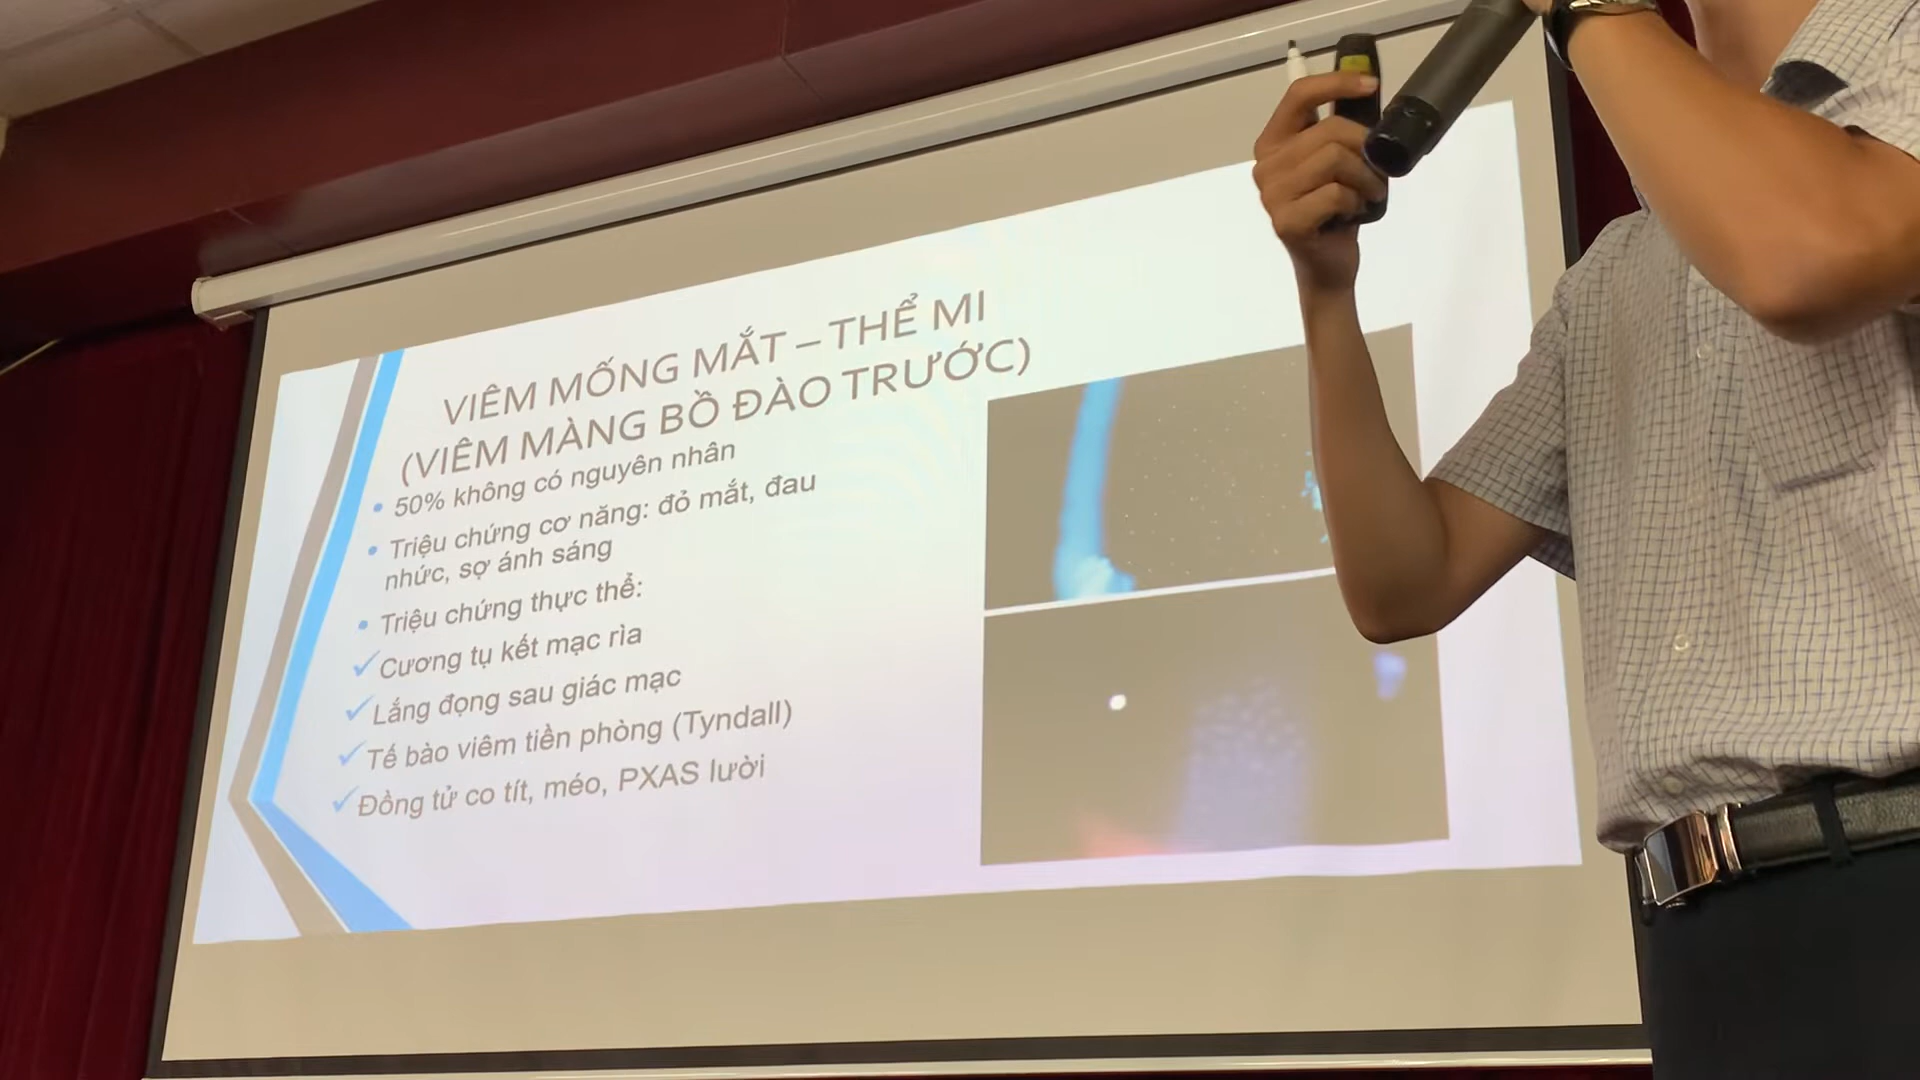 VIÊM MỐNG MẮT – THỂ MI
(VIÊM MÀNG BỒ ĐÀO TRƯỚC)
50% không có nguyên nhân
Triệu chứng cơ năng: đỏ mắt, đau
nhức, sợ ánh sáng
Triệu chứng thực thể:
Cương tụ kết mạc rìa
Lắng đọng sau giác mạc
Tế bào viêm tiền phòng (Tyndall)
Đồng tử co tít, méo, PXAS lười